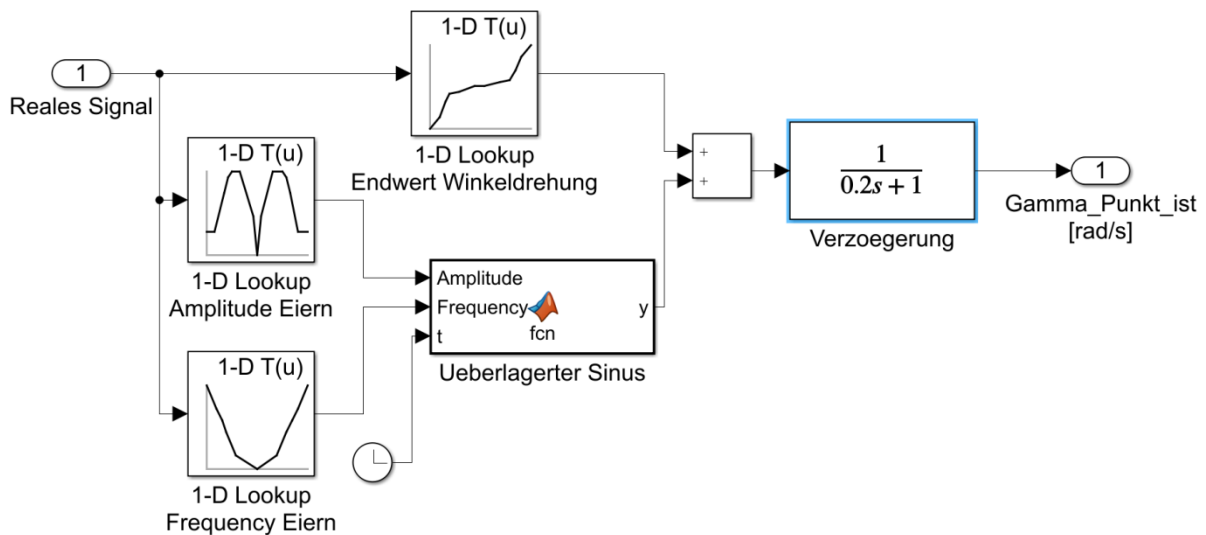 1
Reales Signal
1-D T(u)
1-D Lookup
Endwert Winkeldrehung
1-D T(u)
1-D Lookup
Amplitude Eiern
1-D T(u)
1-D Lookup
Frequency Eiern
Amplitude
Frequency
t
fcn
y
Ueberlagerter Sinus
+
+
1
0.2s + 1
Verzoegerung
1
Gamma_Punkt_ist
[rad/s]